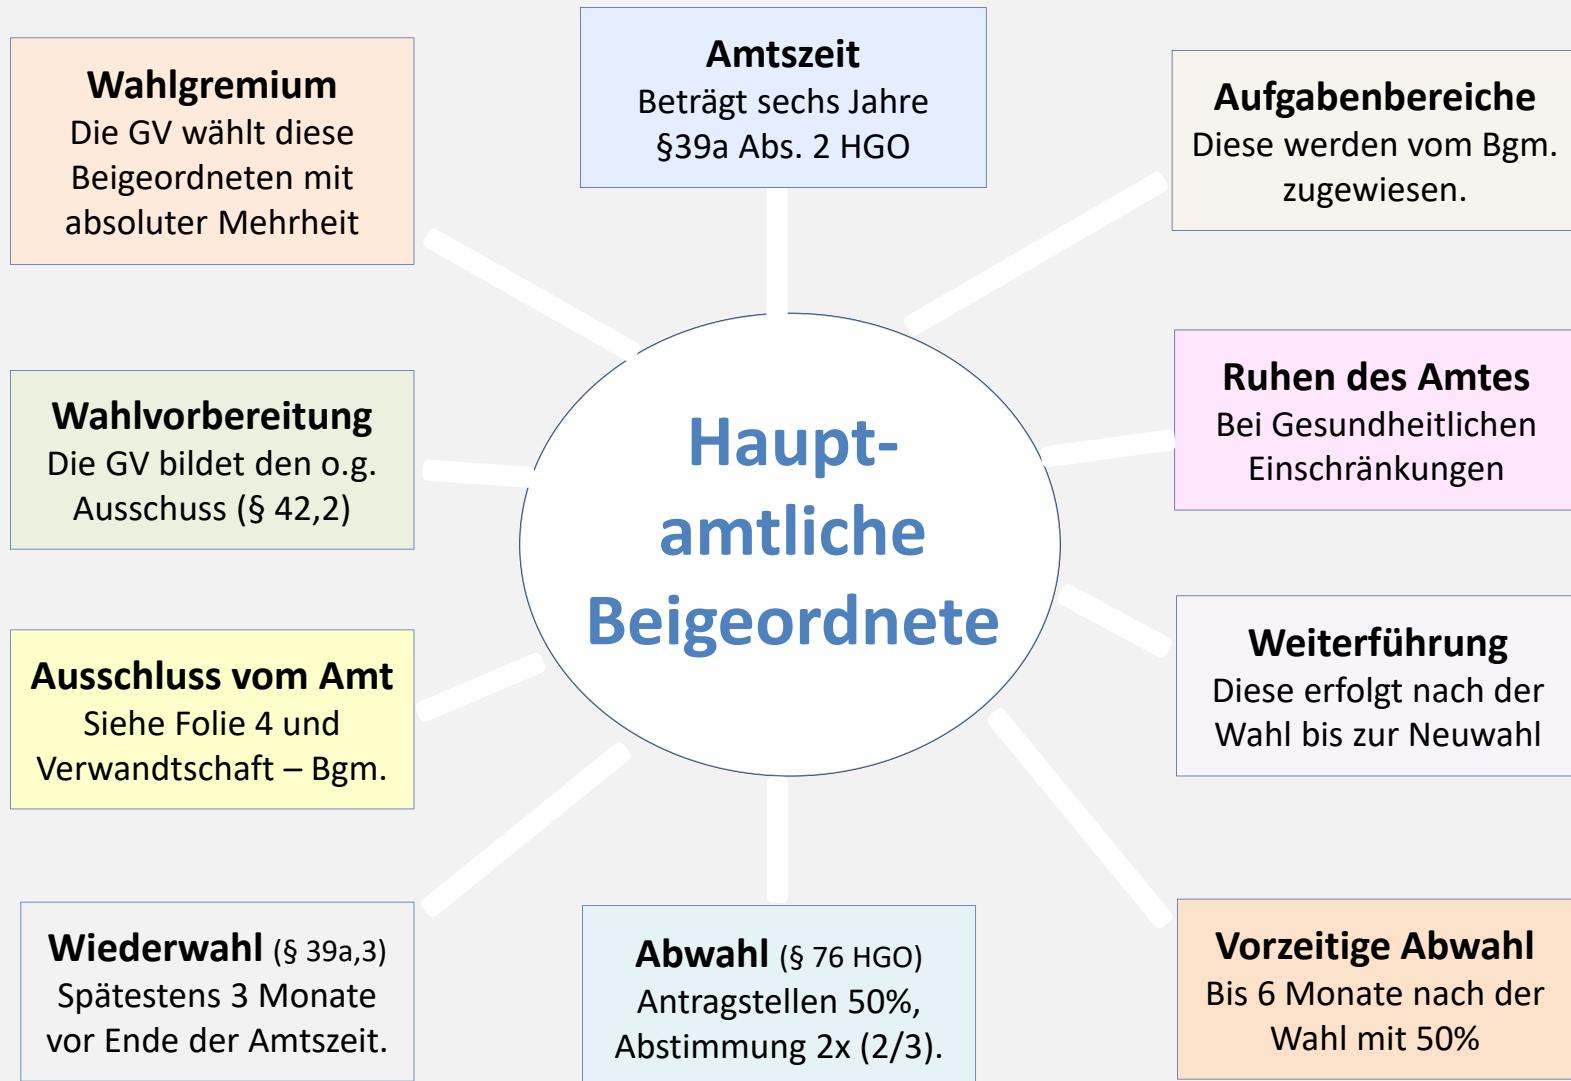 Wahlgremium
Die GV wählt diese
Beigeordneten mit
absoluter Mehrheit
Amtszeit
Beträgt sechs Jahre
§39a Abs. 2 HGO
Aufgabenbereiche
Diese werden vom Bgm.
zugewiesen.
Wahlvorbereitung
Die GV bildet den o.g.
Ausschuss (§ 42,2)
Haupt-
amtliche
Beigeordnete
Ruhen des Amtes
Bei Gesundheitlichen
Einschränkungen
Ausschluss vom Amt
Siehe Folie 4 und
Verwandtschaft – Bgm.
Weiterführung
Diese erfolgt nach der
Wahl bis zur Neuwahl
Wiederwahl (§ 39a,3)
Spätestens 3 Monate
vor Ende der Amtszeit.
Abwahl (§ 76 HGO)
Antragstellen 50%,
Abstimmung 2x (2/3).
Vorzeitige Abwahl
Bis 6 Monate nach der
Wahl mit 50%